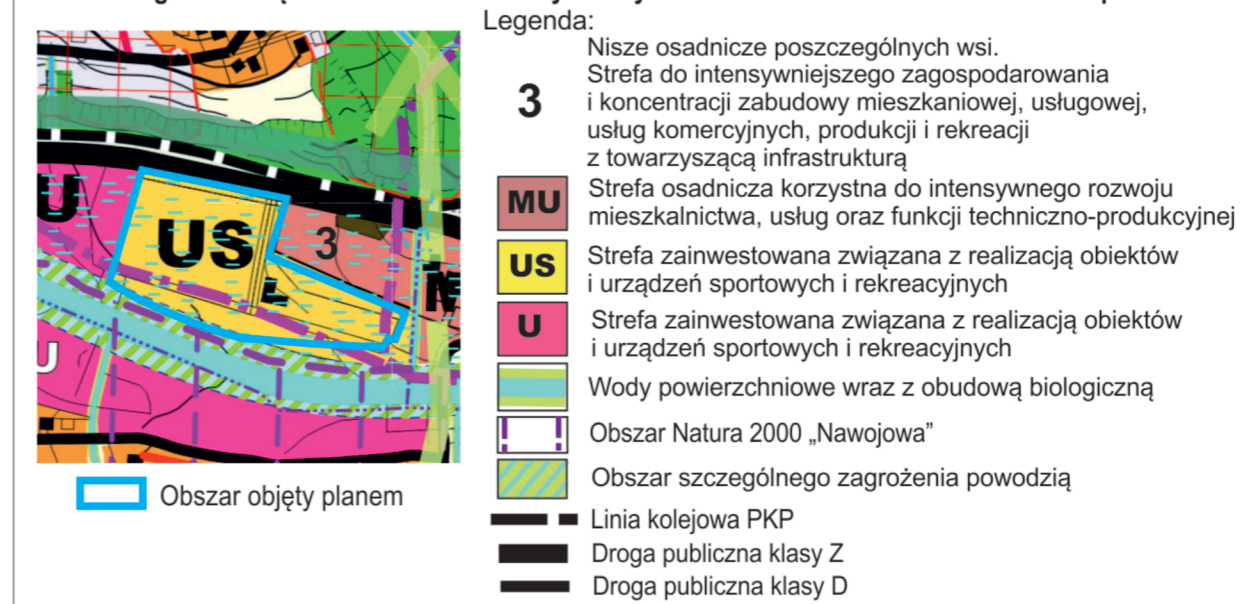 Legenda:
Nisze osadnicze poszczególnych wsi.
3
Strefa do intensywniejszego zagospodarowania
i koncentracji zabudowy mieszkaniowej, usługowej,
usług komercyjnych, produkcji i rekreacji
z towarzyszącą infrastrukturą
MU
Strefa osadnicza korzystna do intensywnego rozwoju
mieszkalnictwa, usług oraz funkcji techniczno-produkcyjnej
US
Strefa zainwestowana związana z realizacją obiektów
i urządzeń sportowych i rekreacyjnych
U
Strefa zainwestowana związana z realizacją obiektów
i urządzeń sportowych i rekreacyjnych
Wody powierzchniowe wraz z obudową biologiczną
Obszar Natura 2000 „Nawojowa”
Obszar szczególnego zagrożenia powodzią
Linia kolejowa PKP
Droga publiczna klasy Z
Droga publiczna klasy D
U
US
3
U
Obszar objęty planem